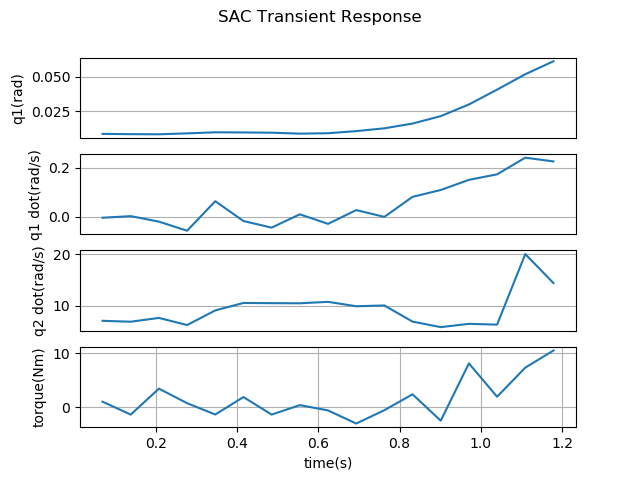 SAC Transient Response
q1(rad)
0.050
0.025
q1 dot(rad/s)
0.2
0.0
q2 dot(rad/s)
20
10
torque(Nm)
10
0
0.2 0.4 0.6 0.8 1.0 1.2
time(s)